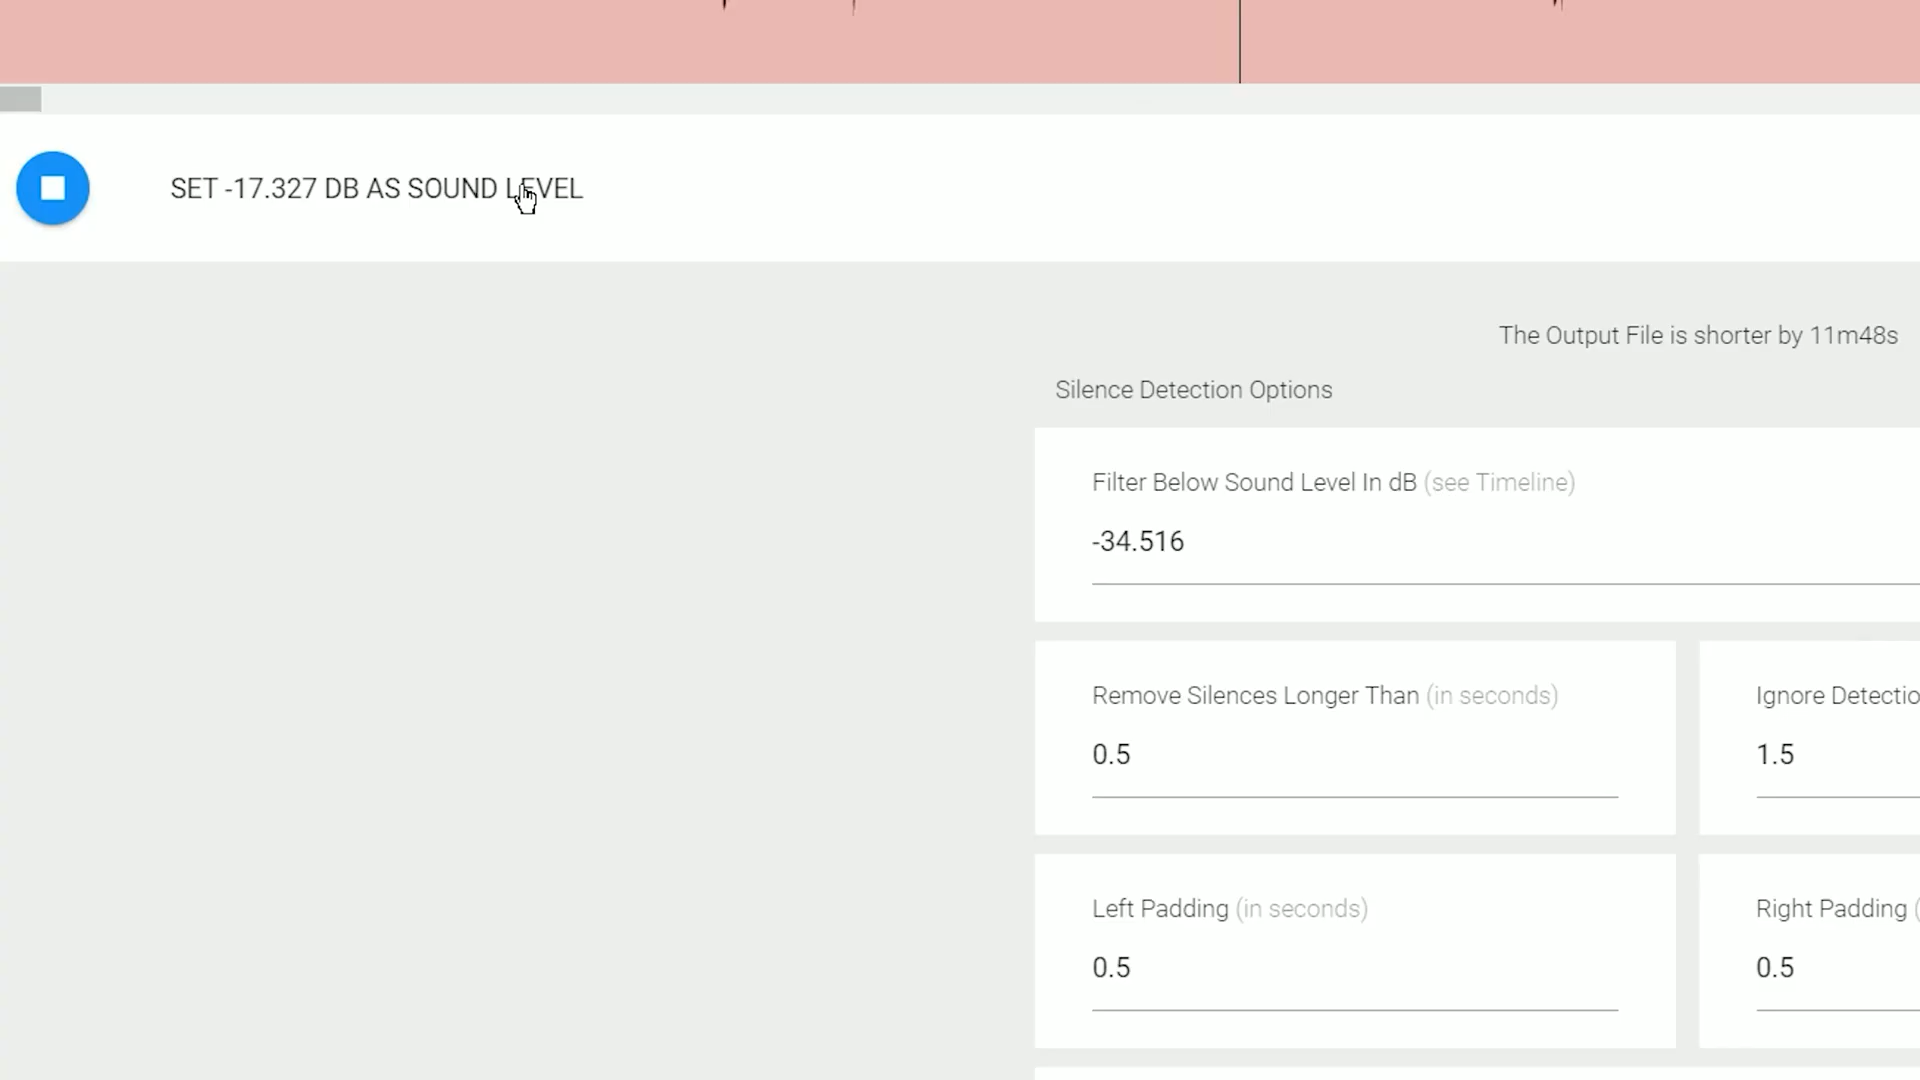 SET -17.327 DB AS SOUND LEVEL
The Output File is shorter by 11m48s
Silence Detection Options
Filter Below Sound Level In dB (see Timeline)
-34.516
Remove Silences Longer Than (in seconds)
0.5
Ignore
1.5
Left Padding (in seconds)
0.5
Right Padding (
0.5